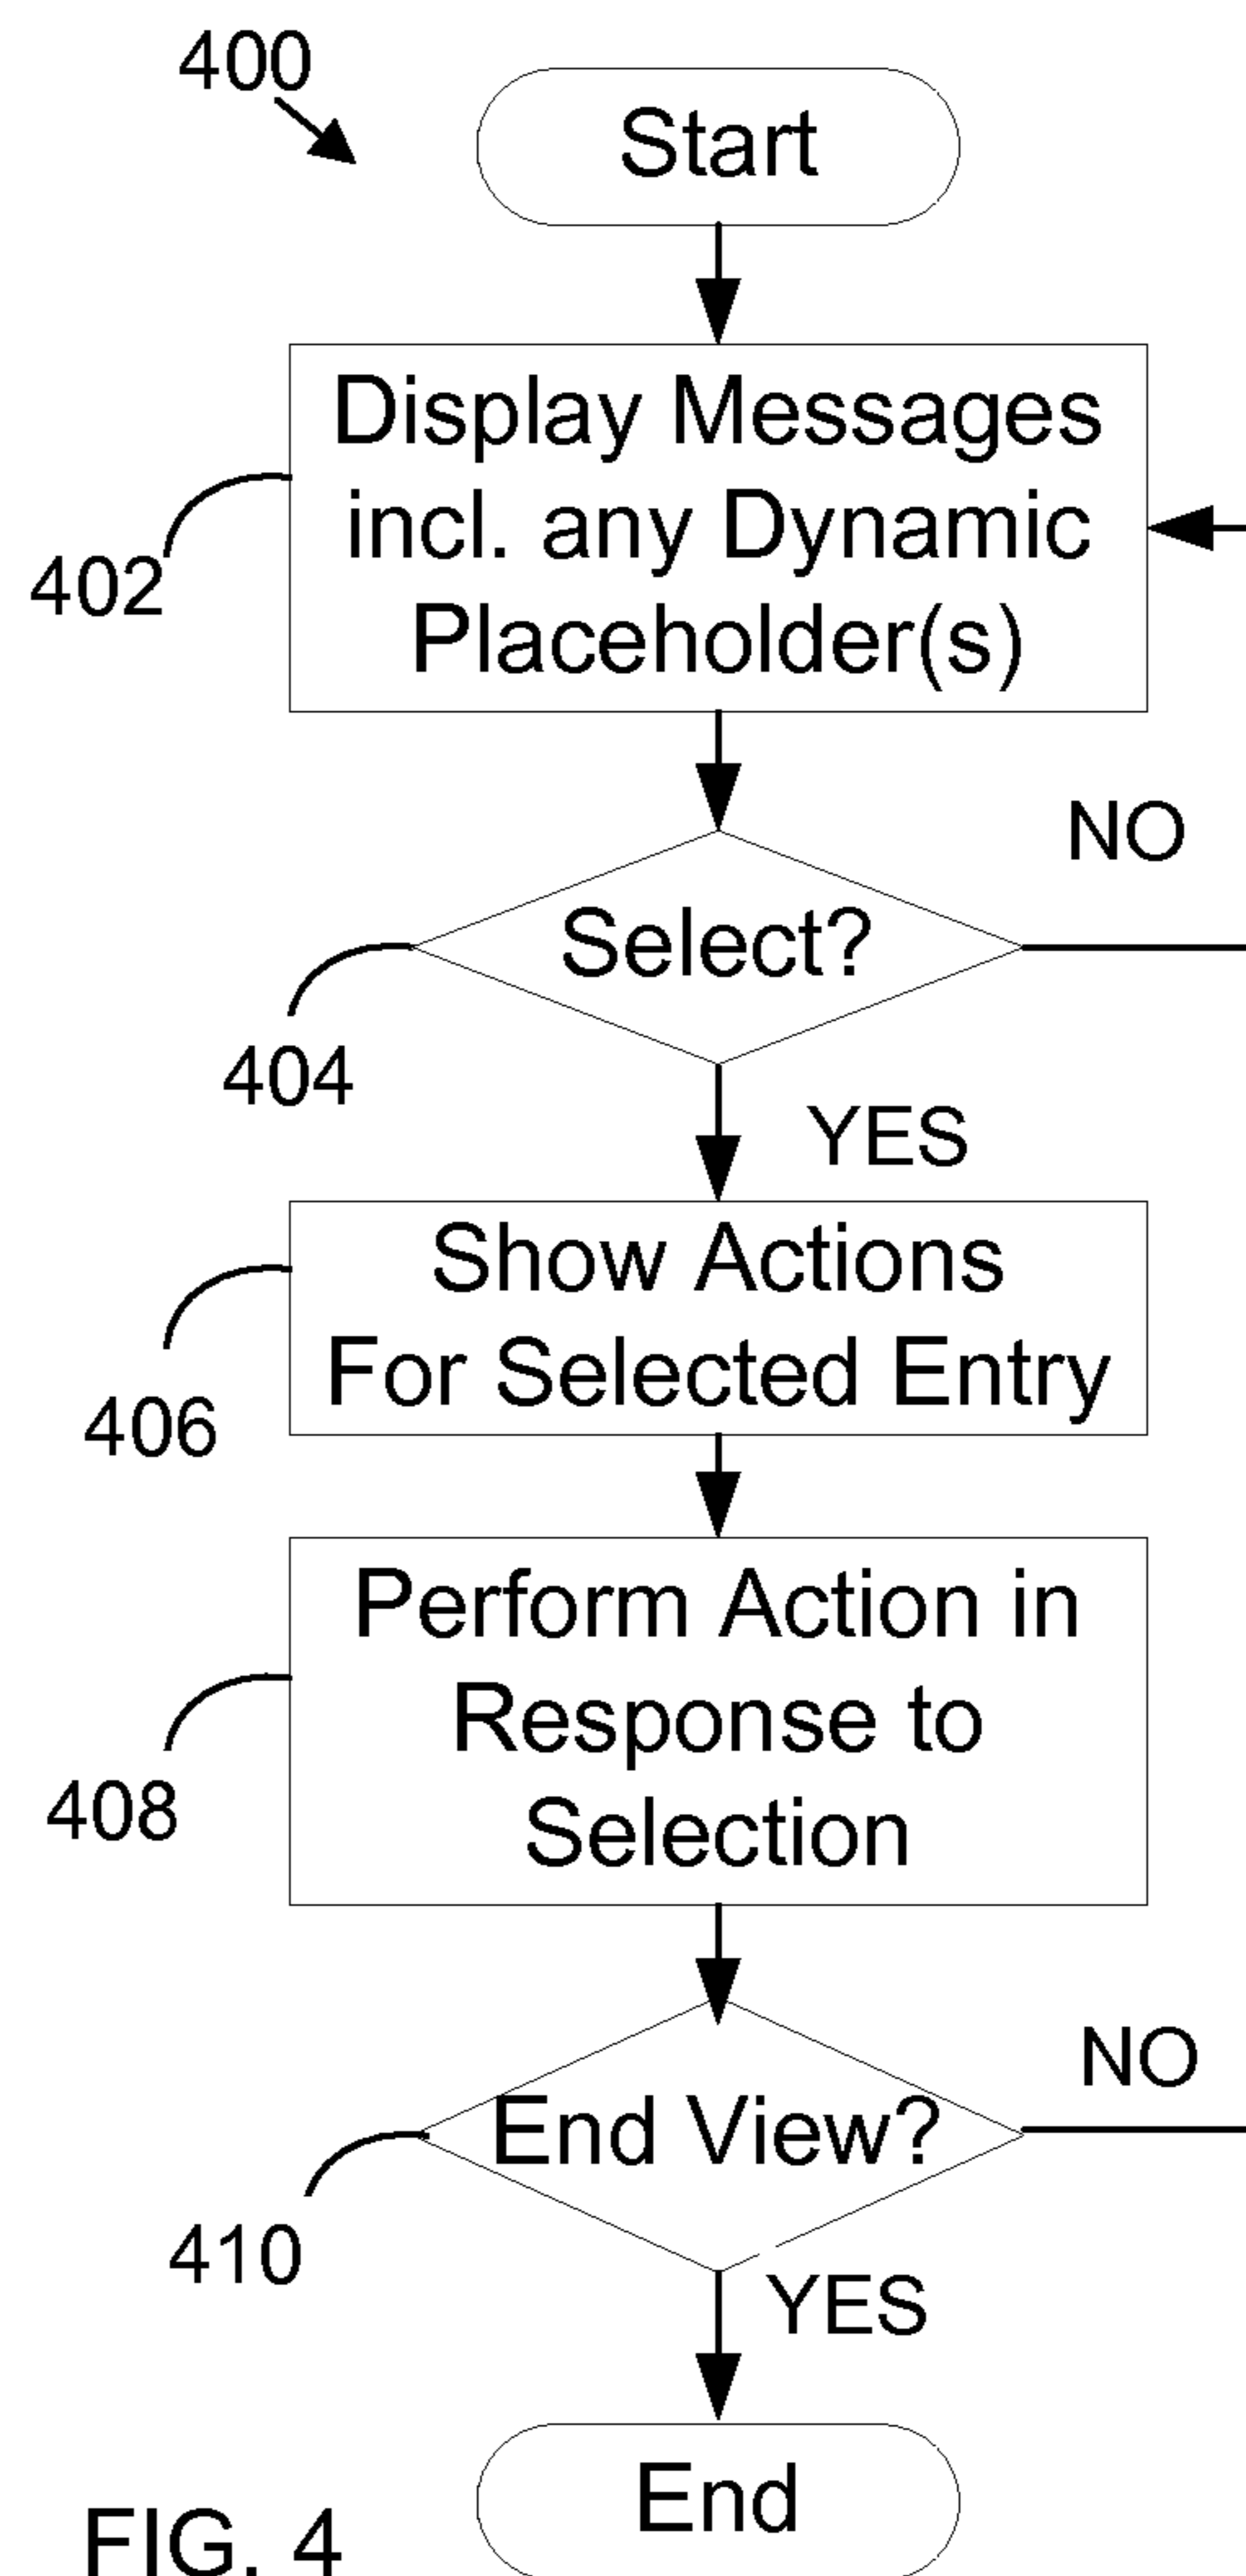 400
Start
Display Messages
incl. any Dynamic
Placeholder(s)
402
NO
Select?
404
YES
Show Actions
For Selected Entry
406
Perform Action in
Response to
Selection
408
NO
End View?
410
YES
End
FIG. 4